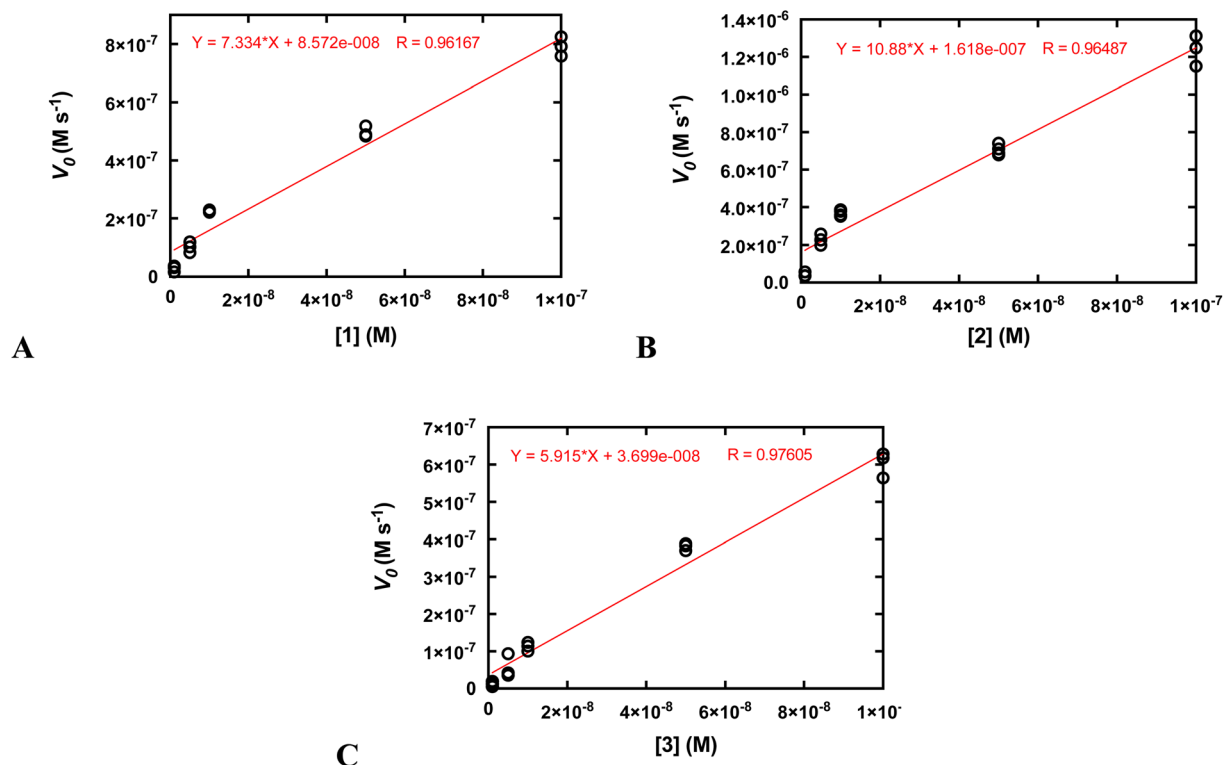 Y = 7.334*X + 8.572e-008 R = 0.96167
8×10⁻⁷
6×10⁻⁷
4×10⁻⁷
2×10⁻⁷
0
V₀ (M s⁻¹)
0 2×10⁻⁸ 4×10⁻⁸ 6×10⁻⁸ 8×10⁻⁸ 1×10⁻⁷
[1] (M)
A
Y = 10.88*X + 1.618e-007 R = 0.96487
1.4×10⁻⁶
1.2×10⁻⁶
1.0×10⁻⁶
8.0×10⁻⁷
6.0×10⁻⁷
4.0×10⁻⁷
2.0×10⁻⁷
0.0
V₀ (M s⁻¹)
0 2×10⁻⁸ 4×10⁻⁸ 6×10⁻⁸ 8×10⁻⁸ 1×10⁻⁷
[2] (M)
B
Y = 5.915*X + 3.699e-008 R = 0.97605
7×10⁻⁷
6×10⁻⁷
5×10⁻⁷
4×10⁻⁷
3×10⁻⁷
2×10⁻⁷
1×10⁻⁷
0
V₀ (M s⁻¹)
0 2×10⁻⁸ 4×10⁻⁸ 6×10⁻⁸ 8×10⁻⁸ 1×10⁻
[3] (M)
C